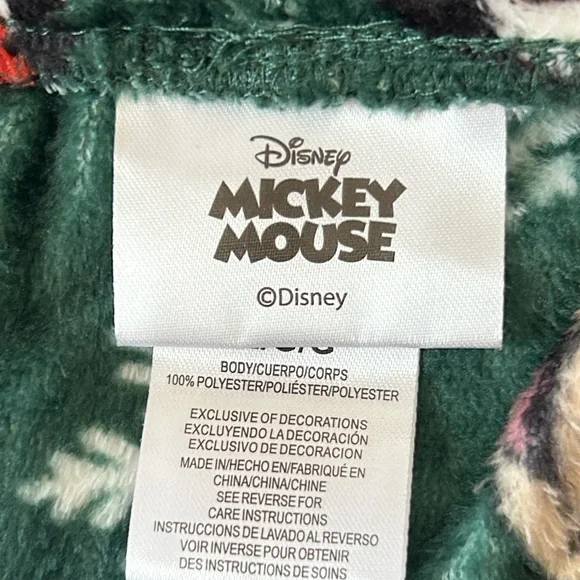 Disney
MICKEY
MOUSE
©Disney
BODY/CUERPO/CORPS
100% POLYESTER/POLIÉSTER/POLYESTER
EXCLUSIVE OF DECORATIONS
EXCLUYENDO LA DECORACIÓN
EXCLUSIVO DE DECORACION
MADE IN/HECHO EN/FABRIQUÉ EN
CHINA/CHINA/CHINE
SEE REVERSE FOR
CARE INSTRUCTIONS
INSTRUCCIONES DE LAVADO AL REVERSO
VOIR INVERSE POUR OBTENIR
DES INSTRUCTIONS DE SOINS